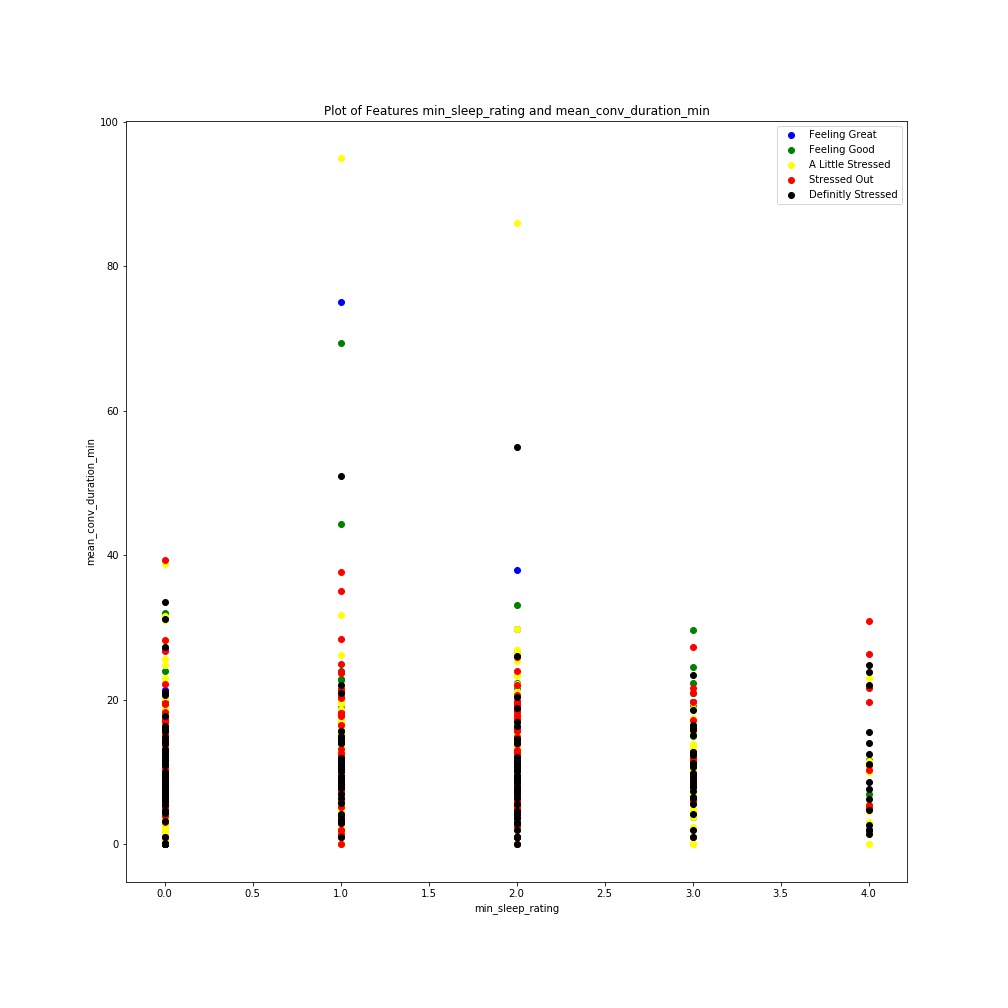 Plot of Features min_sleep_rating and mean_conv_duration_min
Feeling Great
Feeling Good
A Little Stressed
Stressed Out
Definitly Stressed
100
80
60
40
20
0
mean_conv_duration_min
0.0 0.5 1.0 1.5 2.0 2.5 3.0 3.5 4.0
min_sleep_rating